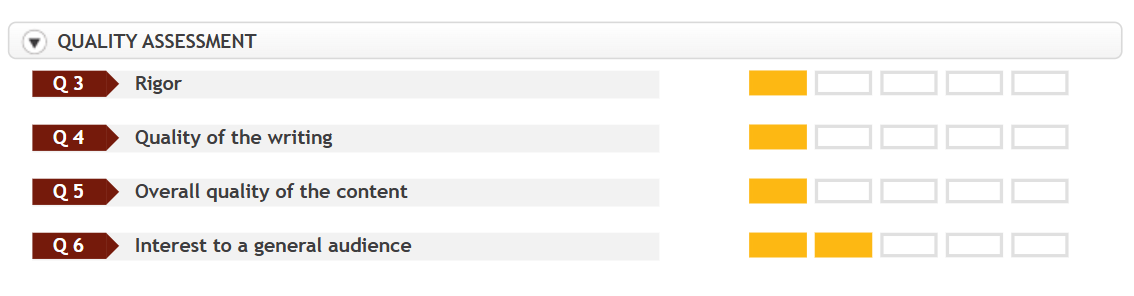 QUALITY ASSESSMENT
Q 3 Rigor
Q 4 Quality of the writing
Q 5 Overall quality of the content
Q 6 Interest to a general audience